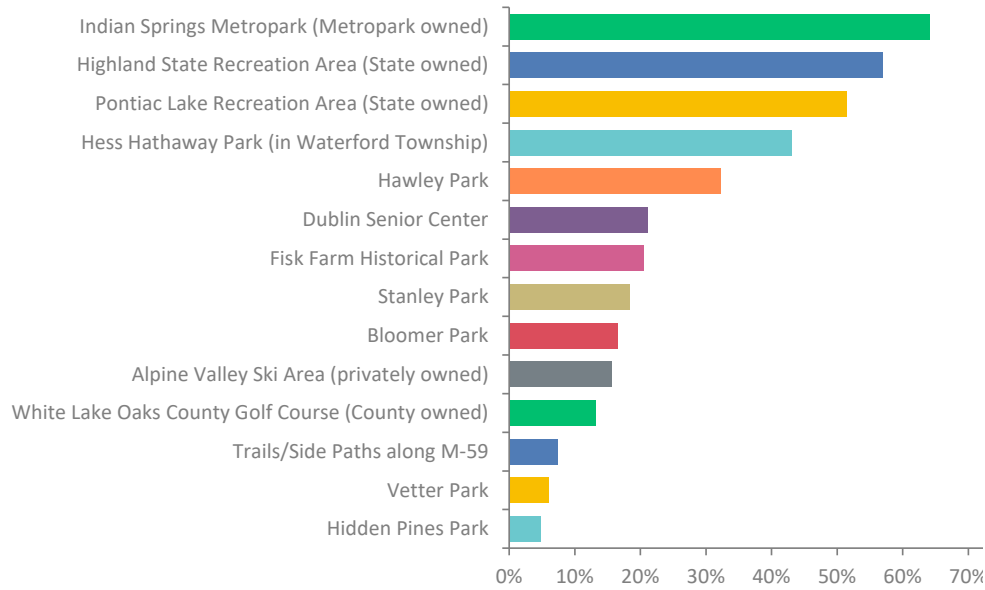 Indian Springs Metropark (Metropark owned)
Highland State Recreation Area (State owned)
Pontiac Lake Recreation Area (State owned)
Hess Hathaway Park (in Waterford Township)
Hawley Park
Dublin Senior Center
Fisk Farm Historical Park
Stanley Park
Bloomer Park
Alpine Valley Ski Area (privately owned)
White Lake Oaks County Golf Course (County owned)
Trails/Side Paths along M-59
Vetter Park
Hidden Pines Park
0% 10% 20% 30% 40% 50% 60% 70%